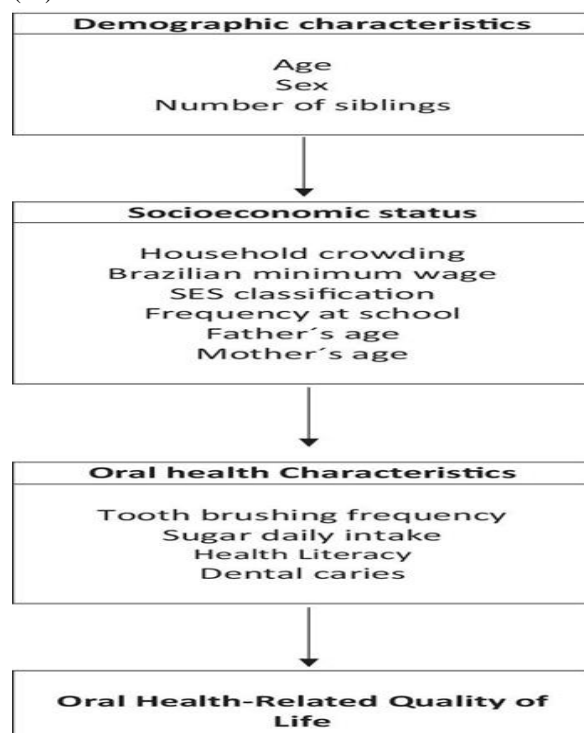 Demographic characteristics
Age
Sex
Number of siblings
Socioeconomic status
Household crowding
Brazilian minimum wage
SES classification
Frequency at school
Father´s age
Mother´s age
Oral health Characteristics
Tooth brushing frequency
Sugar daily intake
Health Literacy
Dental caries
Oral Health-Related Quality of
Life